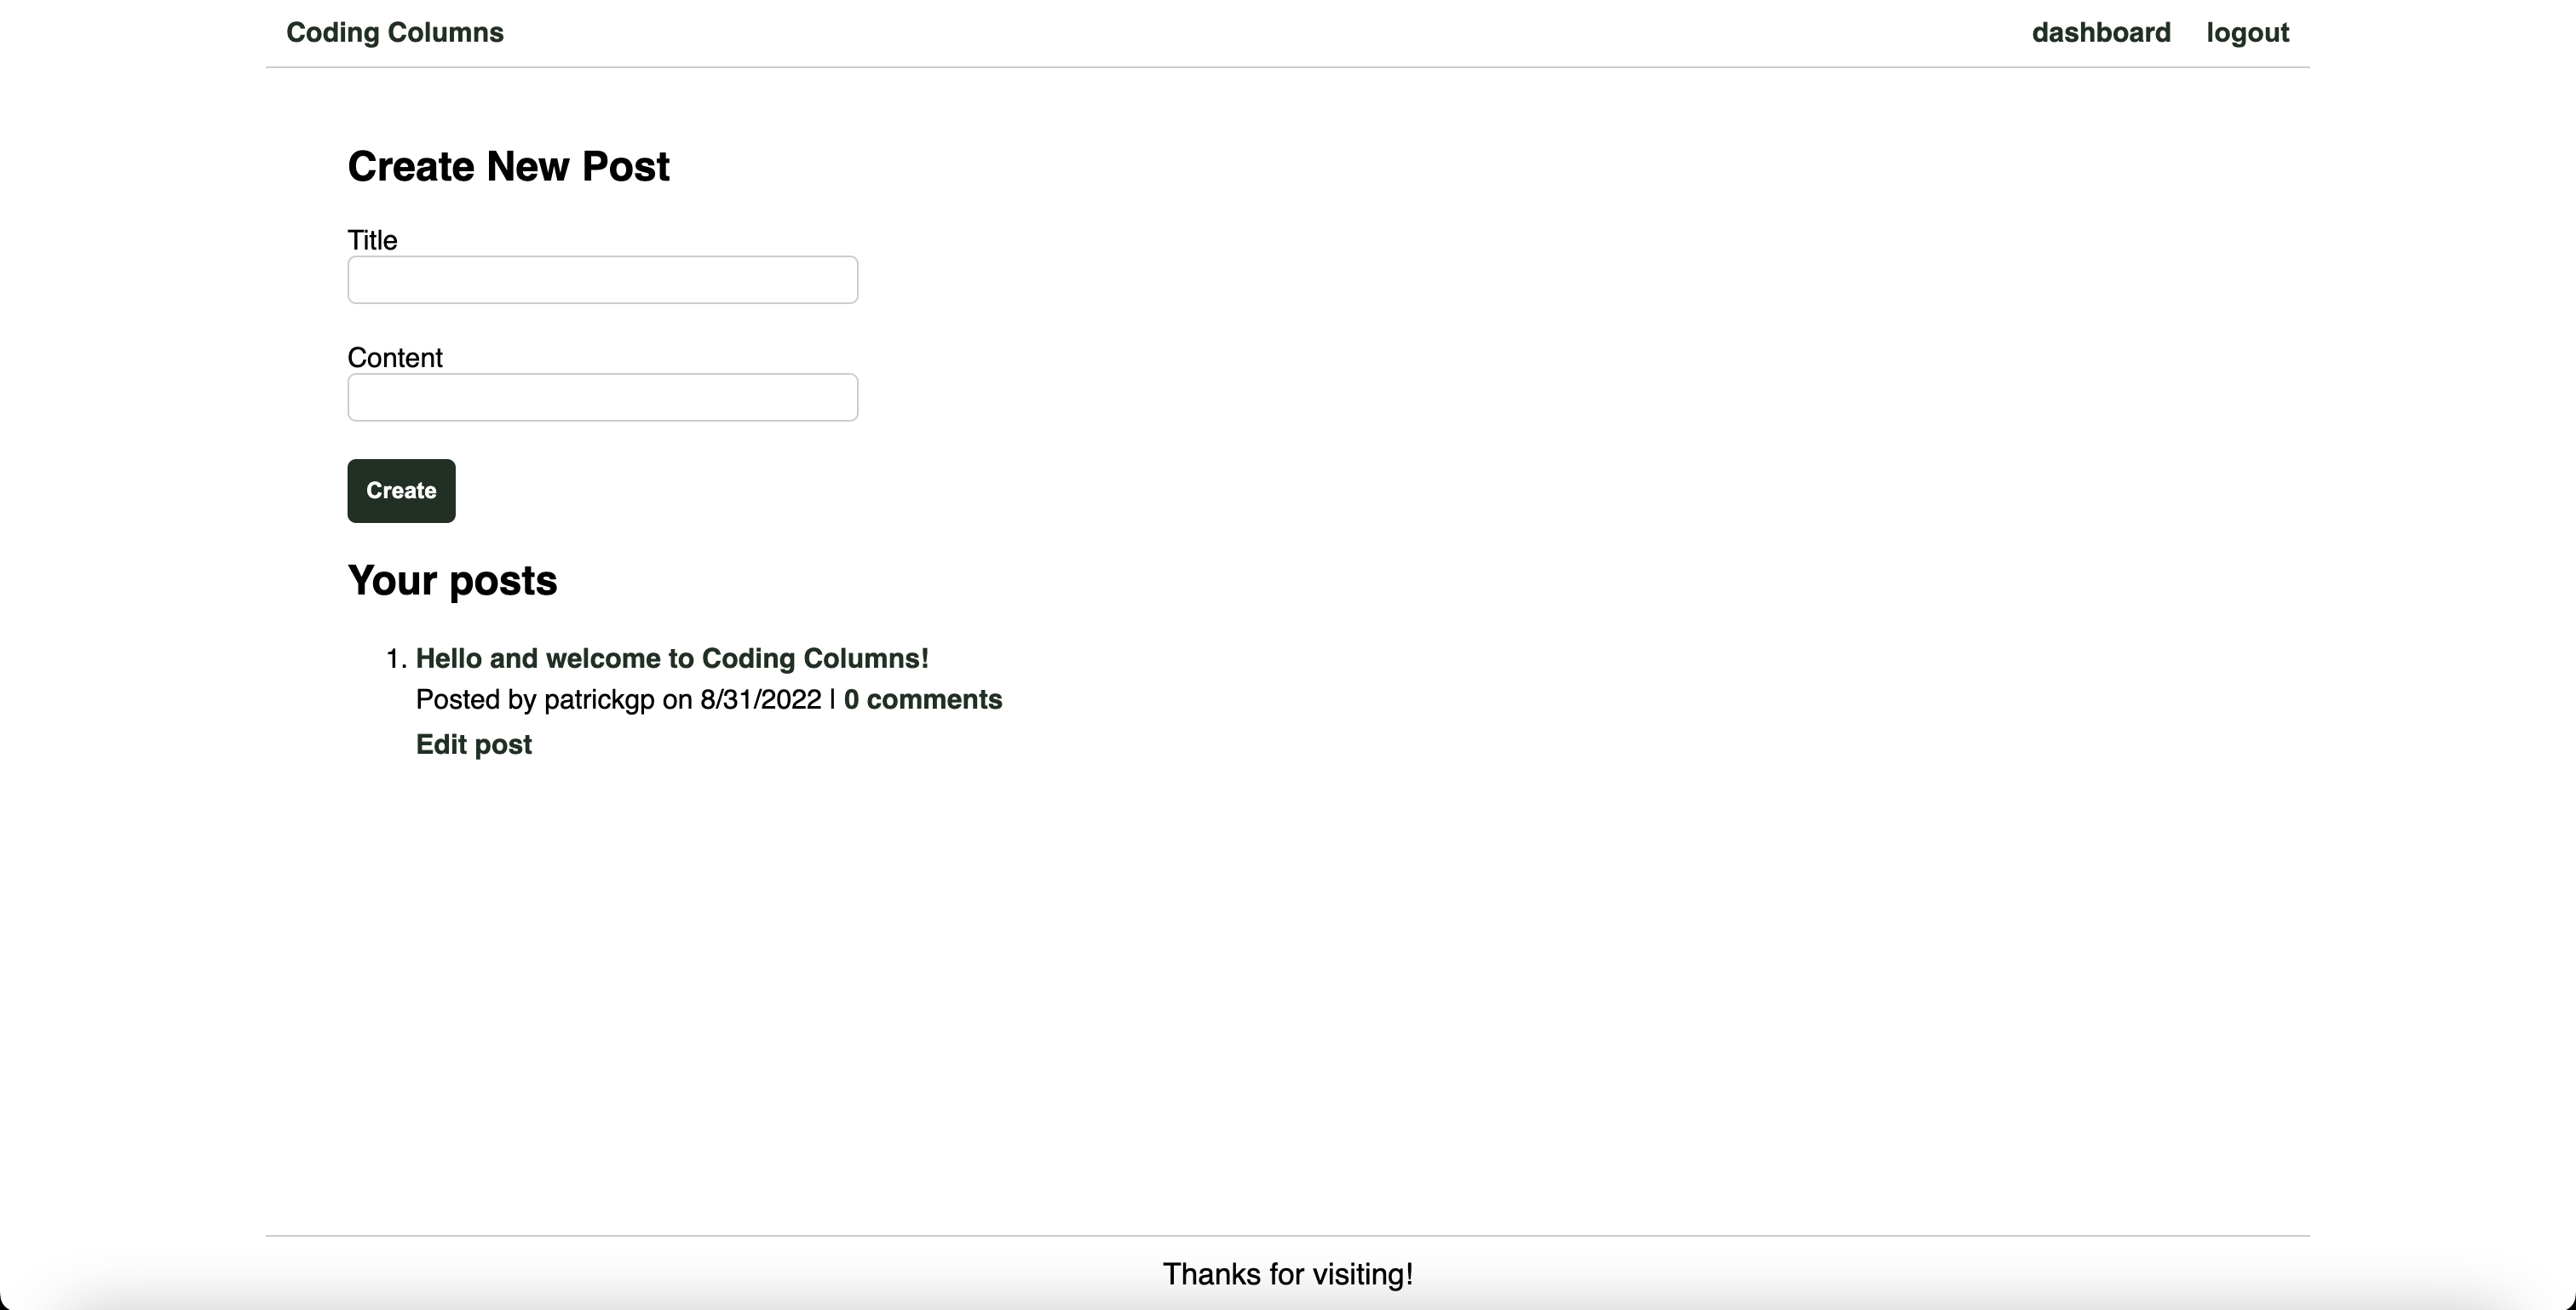 Coding Columns
dashboard logout
Create New Post
Title
Content
Create
Your posts
1. Hello and welcome to Coding Columns!
Posted by patrickgp on 8/31/2022 | 0 comments
Edit post
Thanks for visiting!